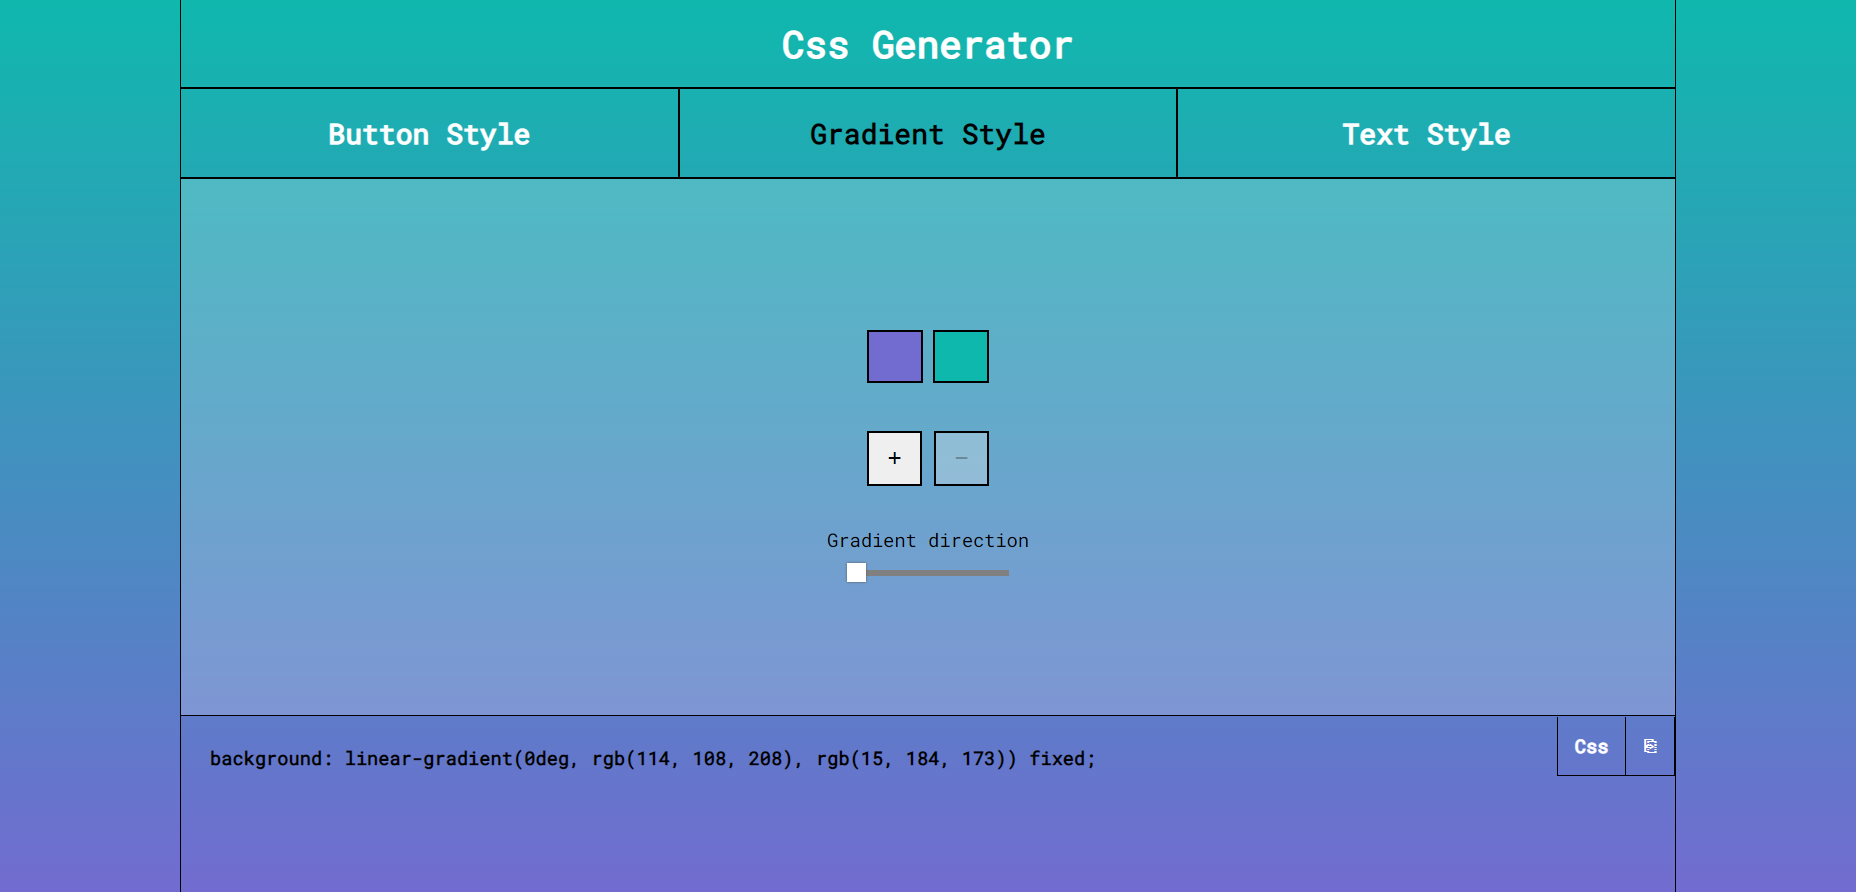 Css Generator
Button Style
Gradient Style
Text Style
+
−
Gradient direction
background: linear-gradient(0deg, rgb(114, 108, 208), rgb(15, 184, 173)) fixed;
Css